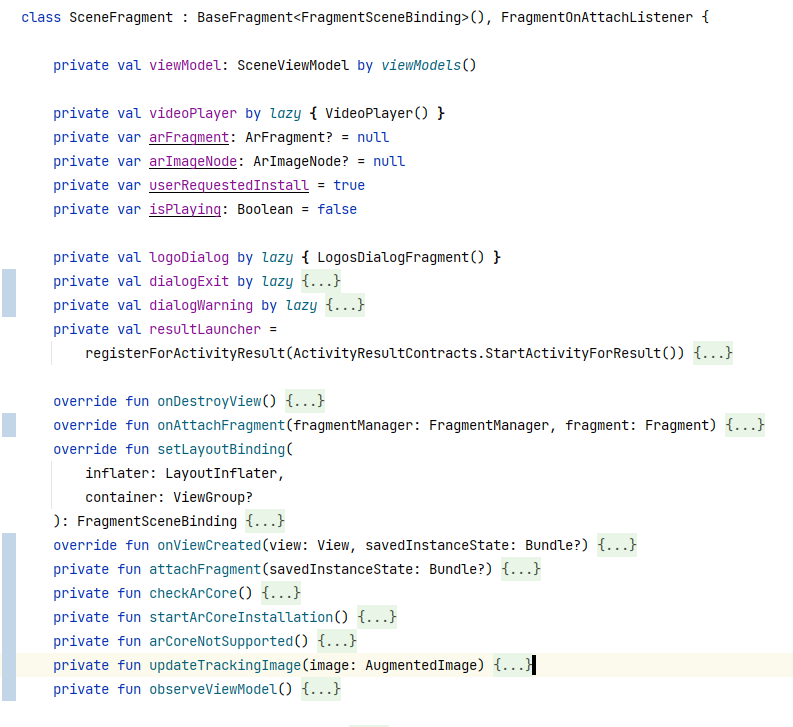 class SceneFragment : BaseFragment<FragmentSceneBinding>(), FragmentOnAttachListener {
private val viewModel: SceneViewModel by viewModels()
private val videoPlayer by lazy { VideoPlayer() }
private var arFragment: ArFragment? = null
private var arImageNode: ArImageNode? = null
private var userRequestedInstall = true
private var isPlaying: Boolean = false
private val logoDialog by lazy { LogosDialogFragment() }
private val dialogExit by lazy {...}
private val dialogWarning by lazy {...}
private val resultLauncher =
registerForActivityResult(ActivityResultContracts.StartActivityForResult()) {...}
override fun onDestroyView() {...}
override fun onAttachFragment(fragmentManager: FragmentManager, fragment: Fragment) {...}
override fun setLayoutBinding(
inflater: LayoutInflater,
container: ViewGroup?
): FragmentSceneBinding {...}
override fun onViewCreated(view: View, savedInstanceState: Bundle?) {...}
private fun attachFragment(savedInstanceState: Bundle?) {...}
private fun checkArCore() {...}
private fun startArCoreInstallation() {...}
private fun arCoreNotSupported() {...}
private fun updateTrackingImage(image: AugmentedImage) {...}
private fun observeViewModel() {...}